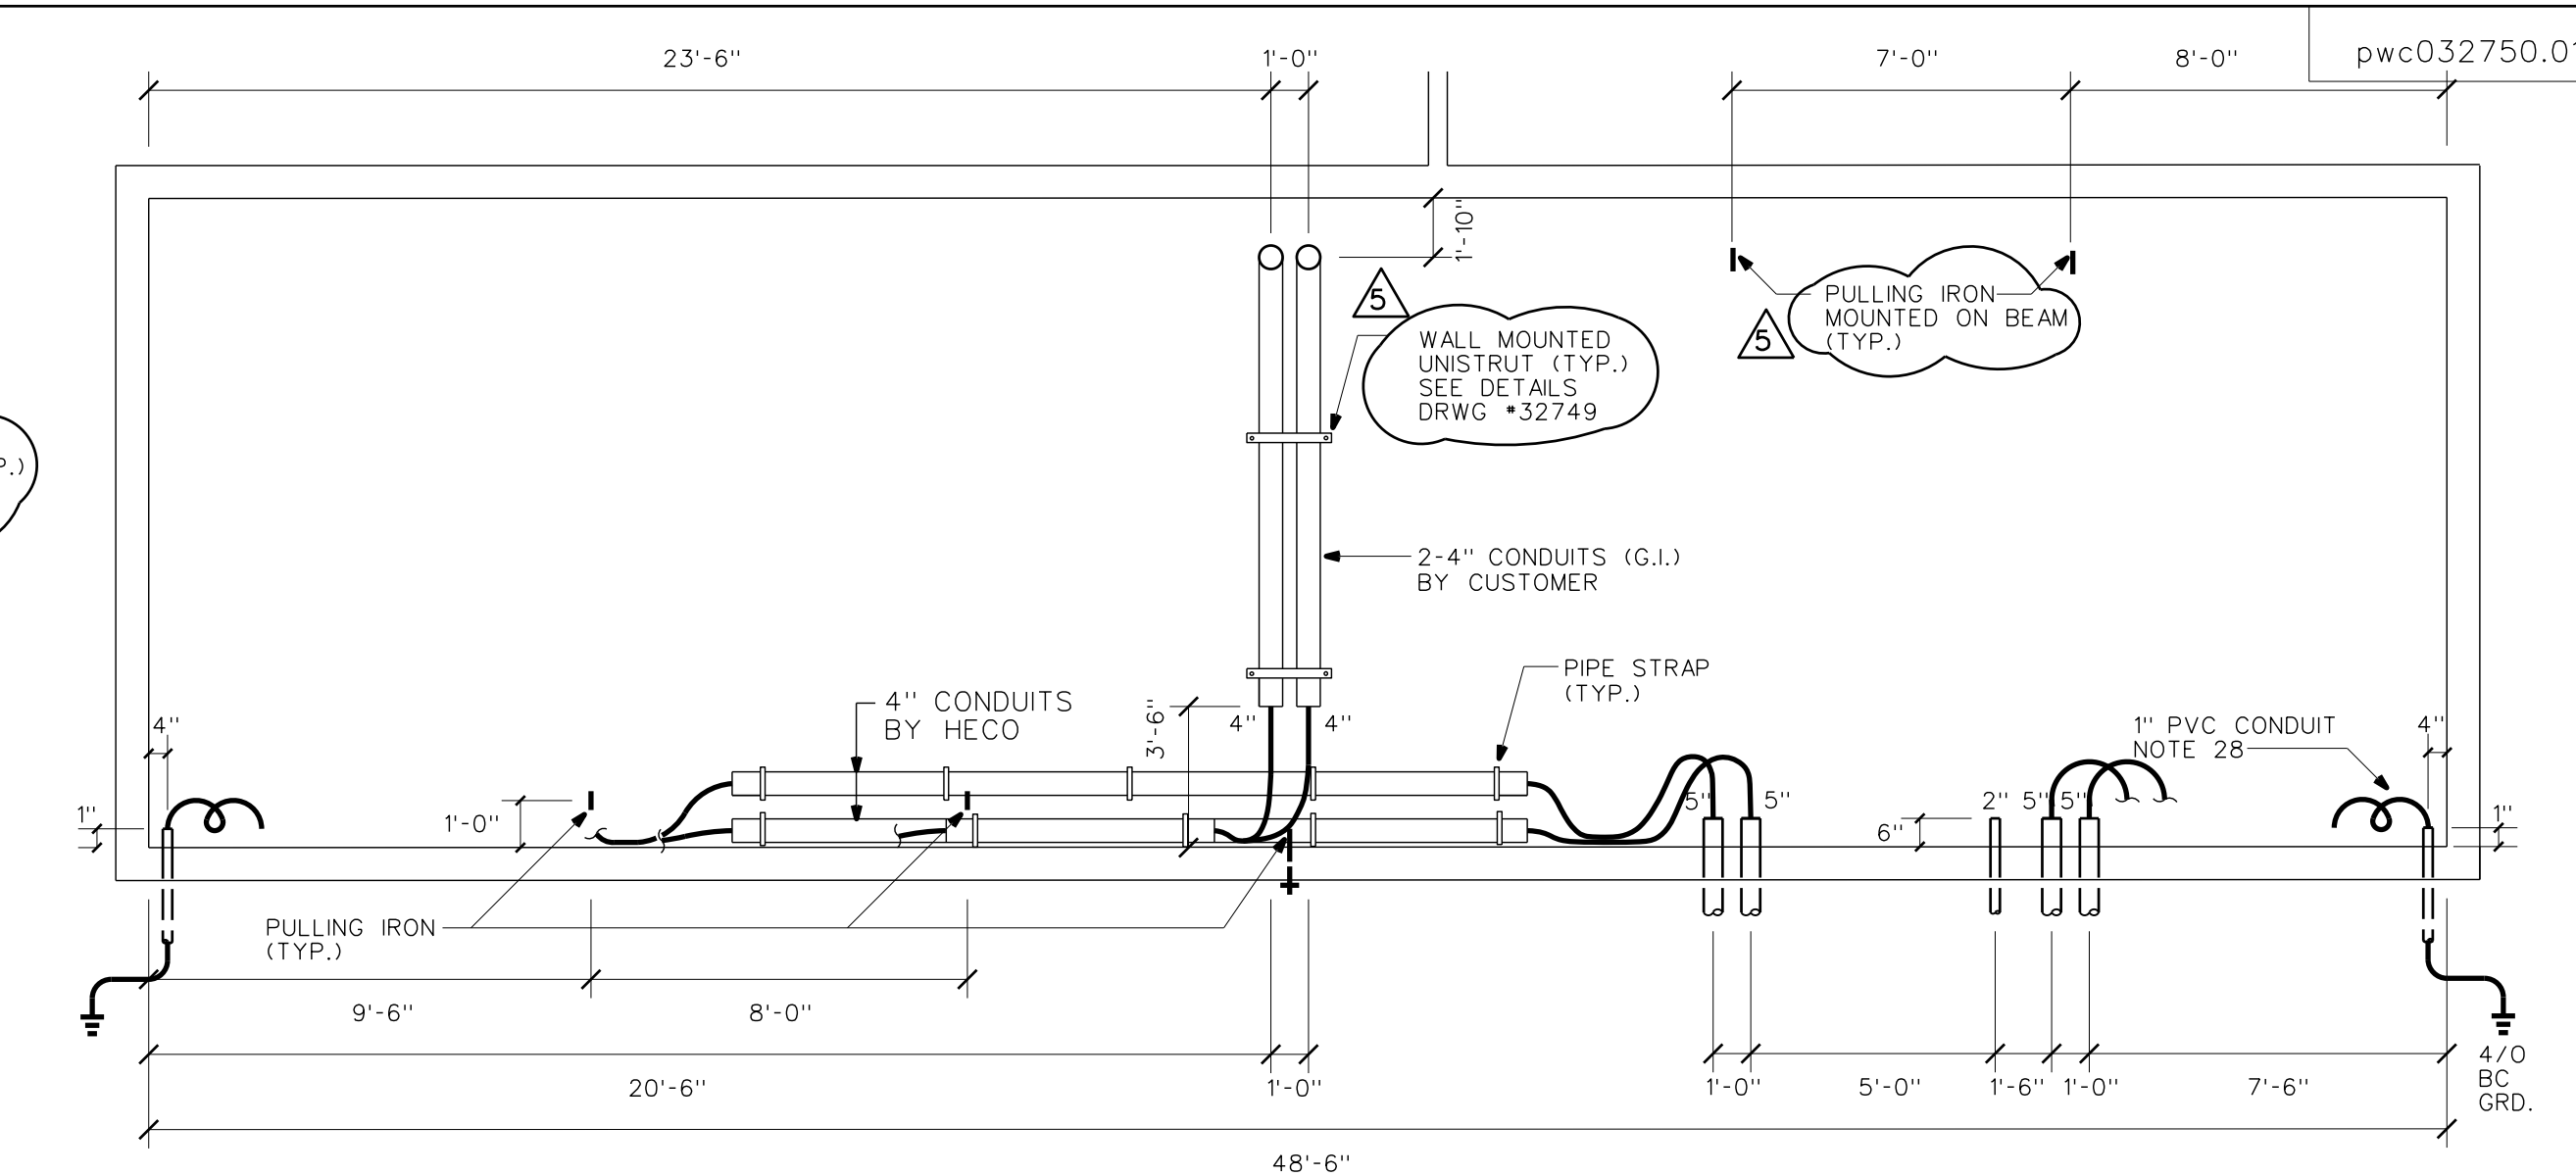 23'-6"
1'-0"
7'-0"
8'-0"
pwc032750.01
1'-10"
5
WALL MOUNTED
UNISTRUT (TYP.)
SEE DETAILS
DRWG #32749
PULLING IRON
MOUNTED ON BEAM
(TYP.)
5
P.)
2-4" CONDUITS (G.I.)
BY CUSTOMER
PIPE STRAP
(TYP.)
4" CONDUITS
BY HECO
3'-6"
4"
4"
4"
1" PVC CONDUIT
NOTE 28
4"
1"
1'-0"
5"
5"
2"
5"
5"
6"
1"
PULLING IRON
(TYP.)
9'-6"
8'-0"
20'-6"
1'-0"
1'-0"
5'-0"
1'-6"
1'-0"
7'-6"
4/0
BC
GRD.
48'-6"